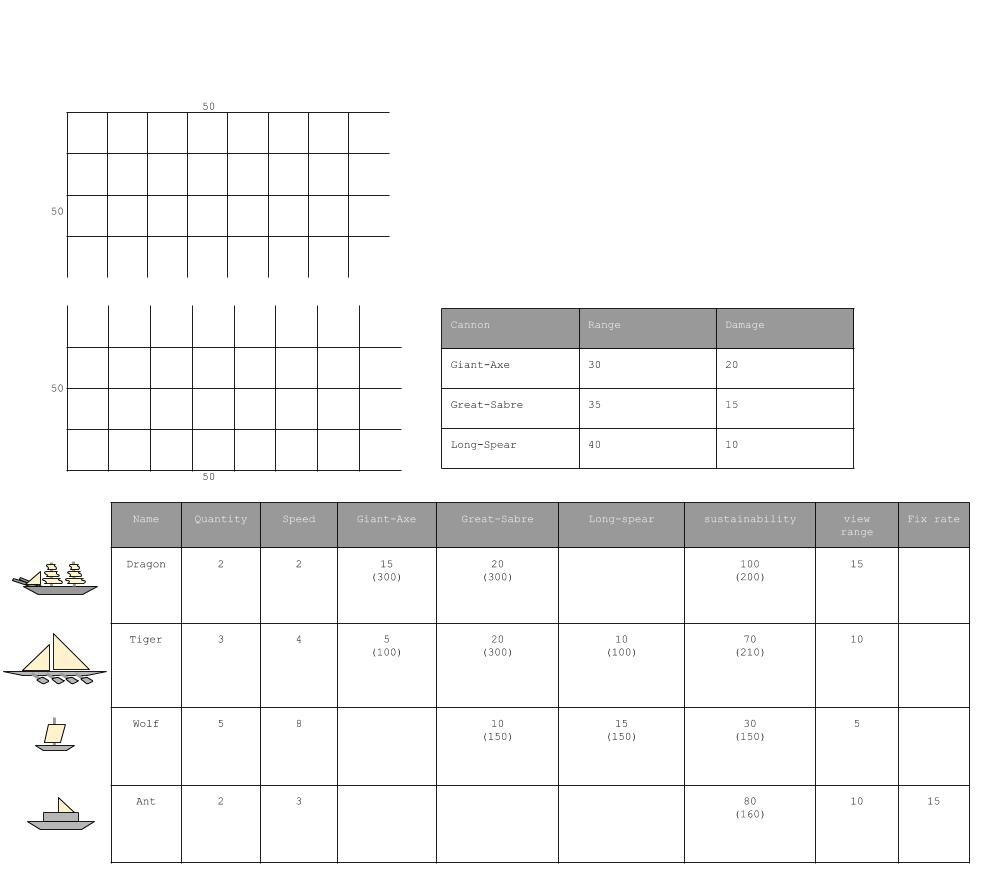 50
50
50
50
Cannon Range Damage
Giant-Axe 30 20
Great-Sabre 35 15
Long-Spear 40 10
Name Quantity Speed Giant-Axe Great-Sabre Long-spear sustainability view Fix rate
range
Dragon 2 2 15 20 100 15
(300) (300) (200)
Tiger 3 4 5 20 10 70 10
(100) (300) (100) (210)
Wolf 5 8 10 15 30 5
(150) (150) (150)
Ant 2 3 80 10 15
(160)